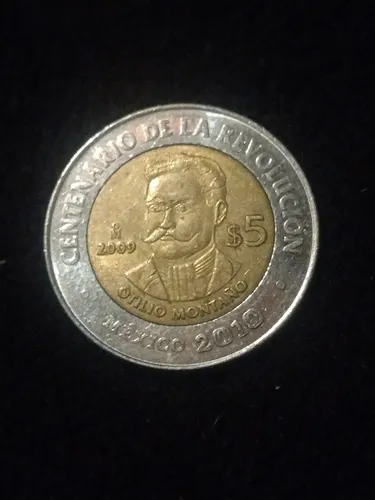 CENTENARIO DE LA REVOLUCIÓN
M
2009
$5
OTILIO MONTAÑO
MÉXICO 2010